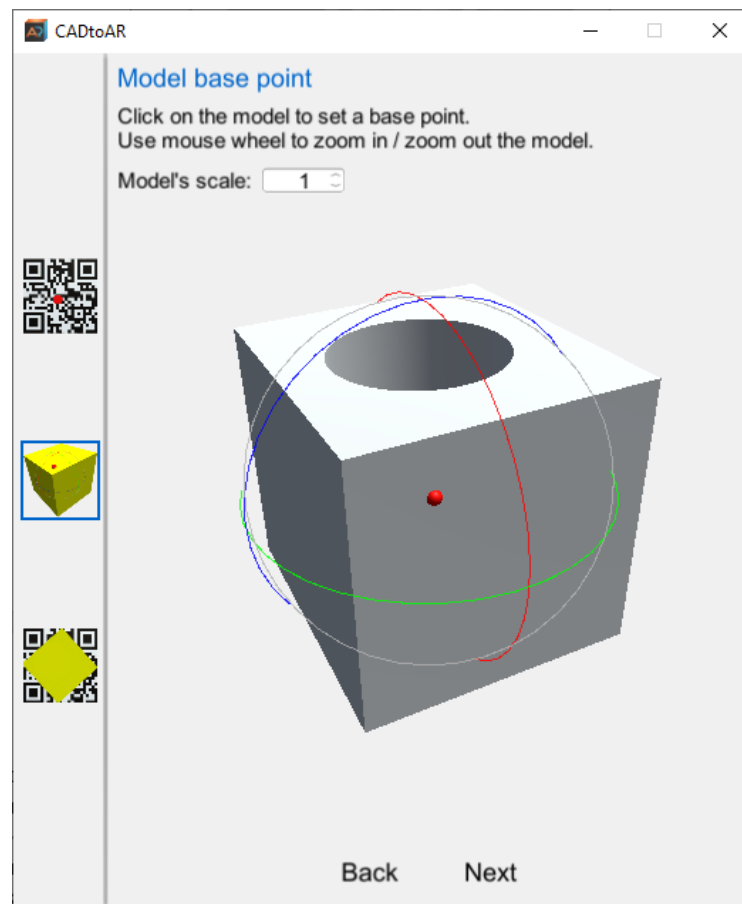 CADtoAR
Model base point
Click on the model to set a base point.
Use mouse wheel to zoom in / zoom out the model.
Model's scale: 1
Back Next